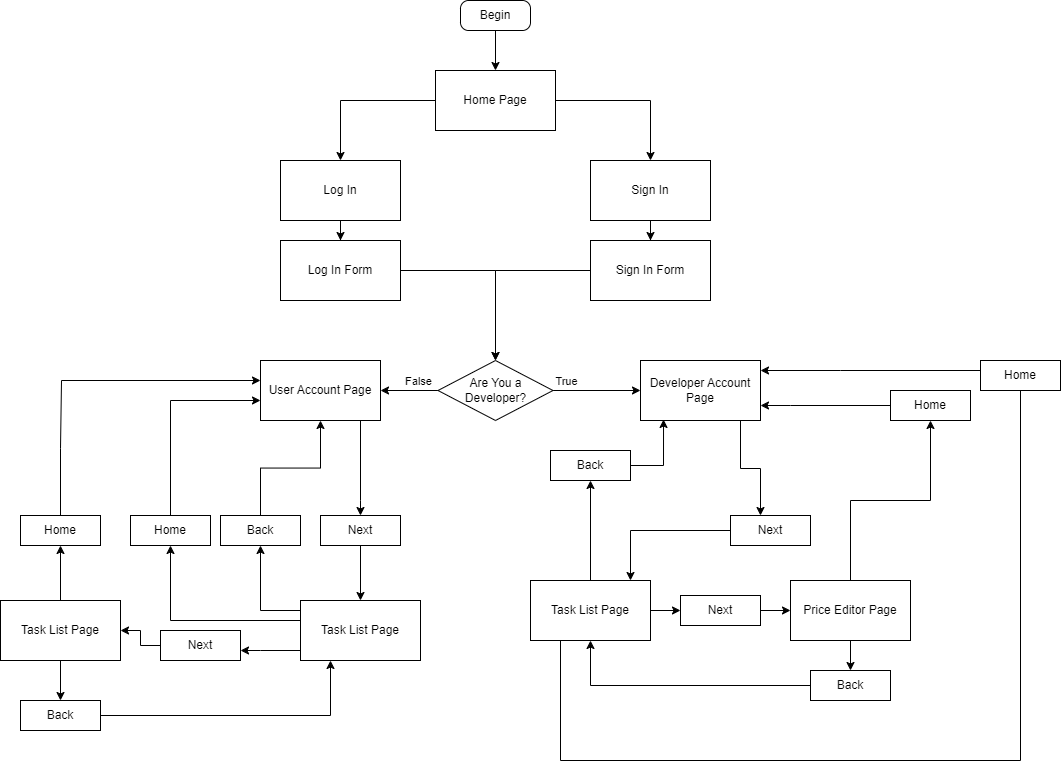 Begin
Home Page
Log In
Sign In
Log In Form
Sign In Form
User Account Page
False
Are You a
Developer?
True
Developer Account
Page
Home
Home
Back
Home
Home
Back
Next
Next
Task List Page
Next
Task List Page
Task List Page
Next
Price Editor Page
Back
Back